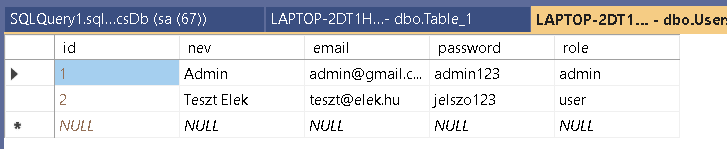 SQLQuery1.sql...csDb (sa (67)) LAPTOP-2DT1H...- dbo.Table_1 LAPTOP-2DT1... - dbo.Users
id nev email password role
1 Admin admin@gmail.c... admin123 admin
2 Teszt Elek teszt@elek.hu jelszo123 user
NULL NULL NULL NULL NULL